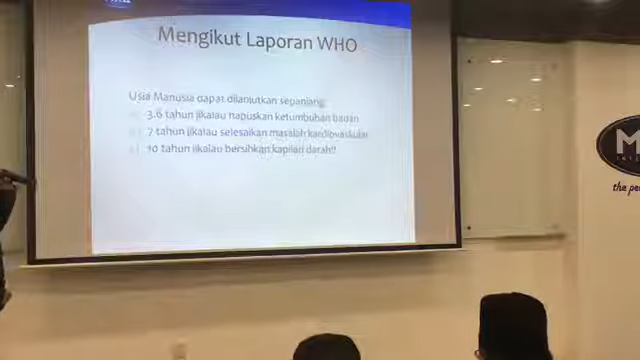 Mengikut Laporan WHO
Usia Manusia dapat dilanjutkan sepanjang
3.6 tahun jikalau hapuskan ketumbuhan badan
7 tahun jikalau selesaikan masalah kardiovaskular
10 tahun jikalau bersihkan kapilari darah!!
the pe